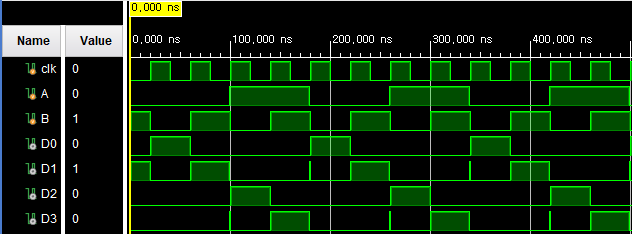 0,000 ns
Name Value 0,000 ns 100,000 ns 200,000 ns 300,000 ns 400,000 ns
clk 0
A 0
B 1
D0 0
D1 1
D2 0
D3 0